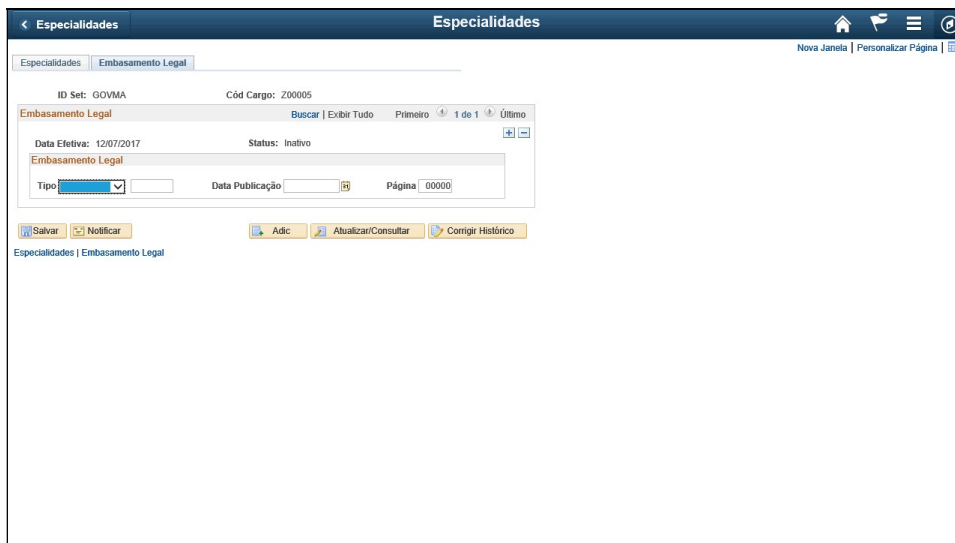 Especialidades
Especialidades
Nova Janela | Personalizar Página |
Especialidades Embasamento Legal
ID Set: GOVMA Cód Cargo: Z00005
Embasamento Legal Buscar | Exibir Tudo Primeiro 1 de 1 Último
Data Efetiva: 12/07/2017 Status: Inativo
Embasamento Legal
Tipo Data Publicação Página 00000
Salvar Notificar Adic Atualizar/Consultar Corrigir Histórico
Especialidades | Embasamento Legal